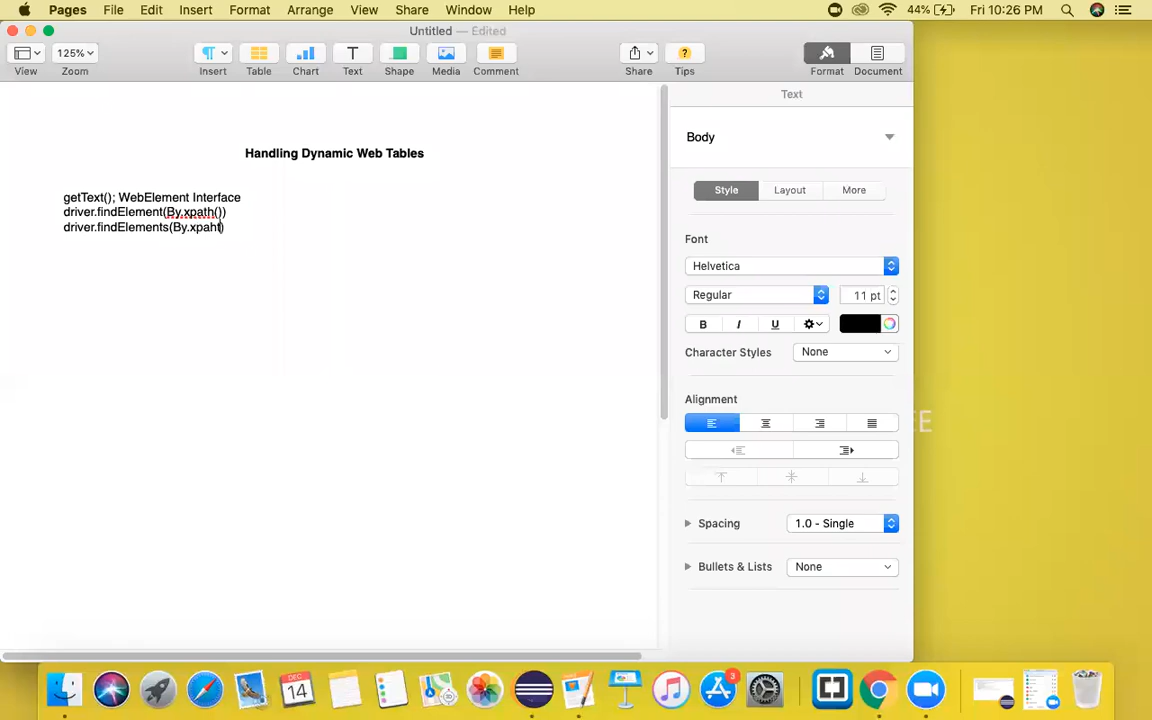 Pages File Edit Insert Format Arrange View Share Window Help 44% Fri 10:26 PM
Untitled — Edited
125%
View Zoom Insert Table Chart Text Shape Media Comment Share Tips Format Document
Text
Handling Dynamic Web Tables
getText(); WebElement Interface
driver.findElement(By.xpath())
driver.findElements(By.xpaht)
Body
Style Layout More
Font
Helvetica
Regular 11 pt
B I U
Character Styles None
Alignment
EE
Spacing 1.0 - Single
Bullets & Lists None
DEC
14
3